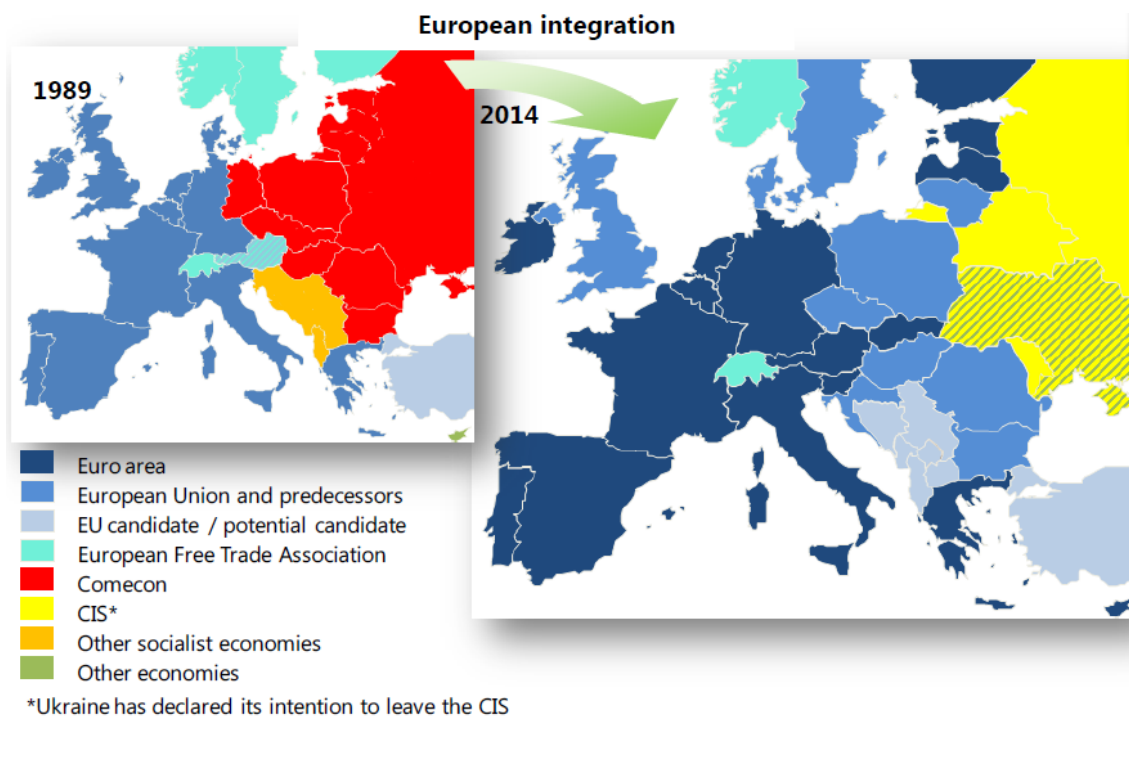 European integration
1989
2014
Euro area
European Union and predecessors
EU candidate / potential candidate
European Free Trade Association
Comecon
CIS*
Other socialist economies
Other economies
*Ukraine has declared its intention to leave the CIS